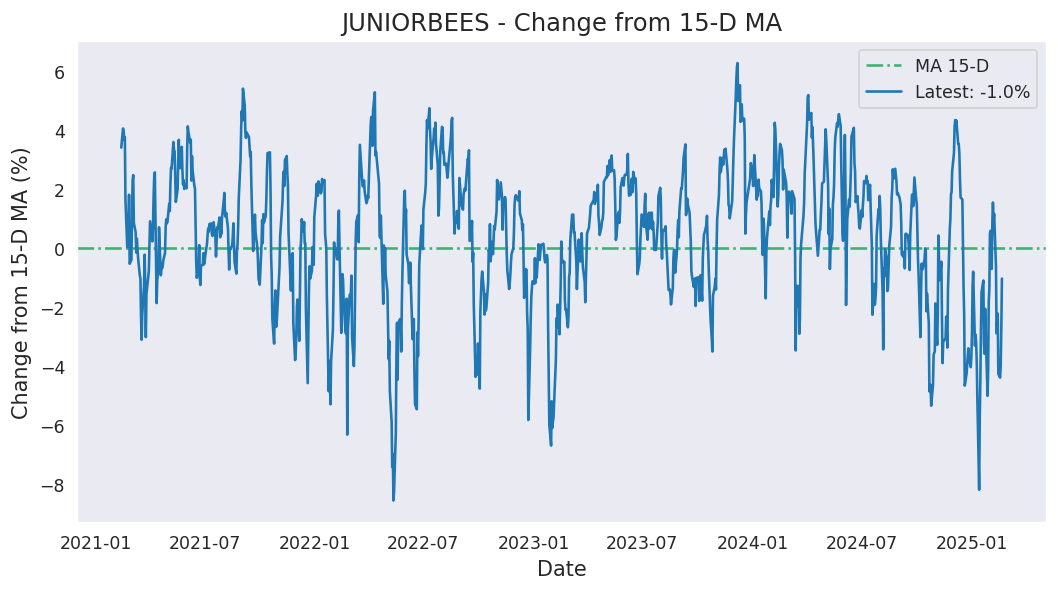 JUNIORBEES - Change from 15-D MA
MA 15-D
Latest: -1.0%
Change from 15-D MA (%)
6
4
2
0
−2
−4
−6
−8
2021-01 2021-07 2022-01 2022-07 2023-01 2023-07 2024-01 2024-07 2025-01
Date